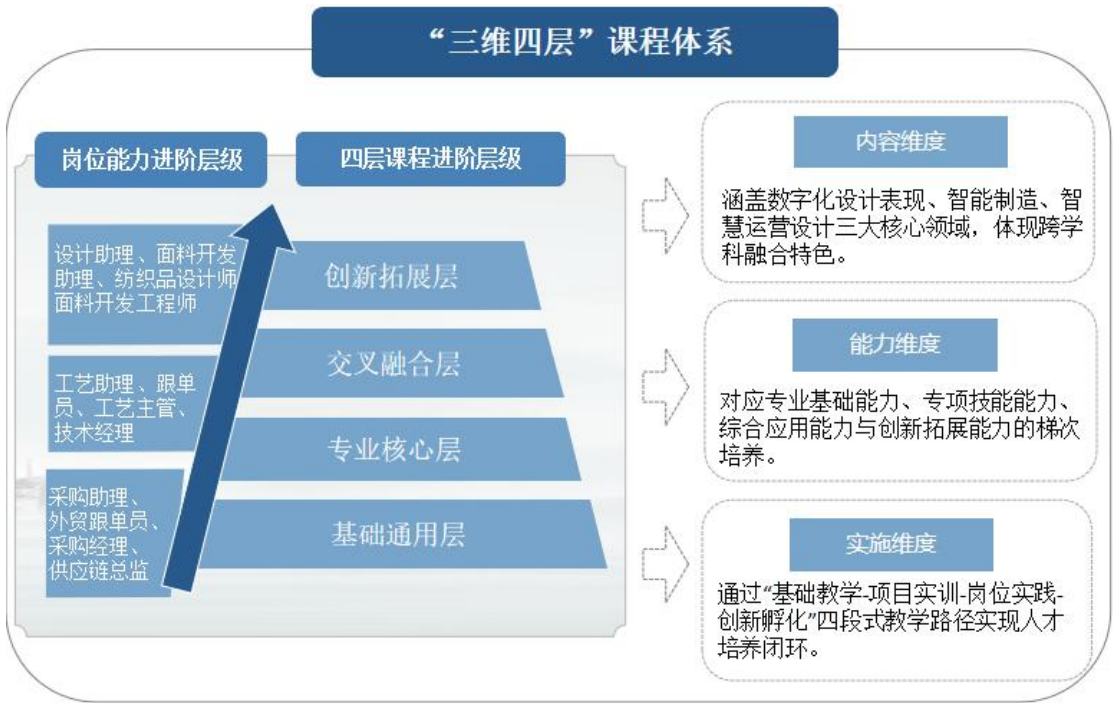 “三维四层”课程体系
岗位能力进阶层级
四层课程进阶层级
设计助理、面料开发
助理、纺织品设计师
面料开发工程师
工艺助理、跟单
员、工艺主管、
技术经理
采购助理、
外贸跟单员、
采购经理、
供应链总监
创新拓展层
交叉融合层
专业核心层
基础通用层
内容维度
涵盖数字化设计表现、智能制造、智
慧运营设计三大核心领域，体现跨学
科融合特色。
能力维度
对应专业基础能力、专项技能能力、
综合应用能力与创新拓展能力的梯次
培养。
实施维度
通过“基础教学-项目实训-岗位实践-
创新孵化”四段式教学路径实现人才
培养闭环。